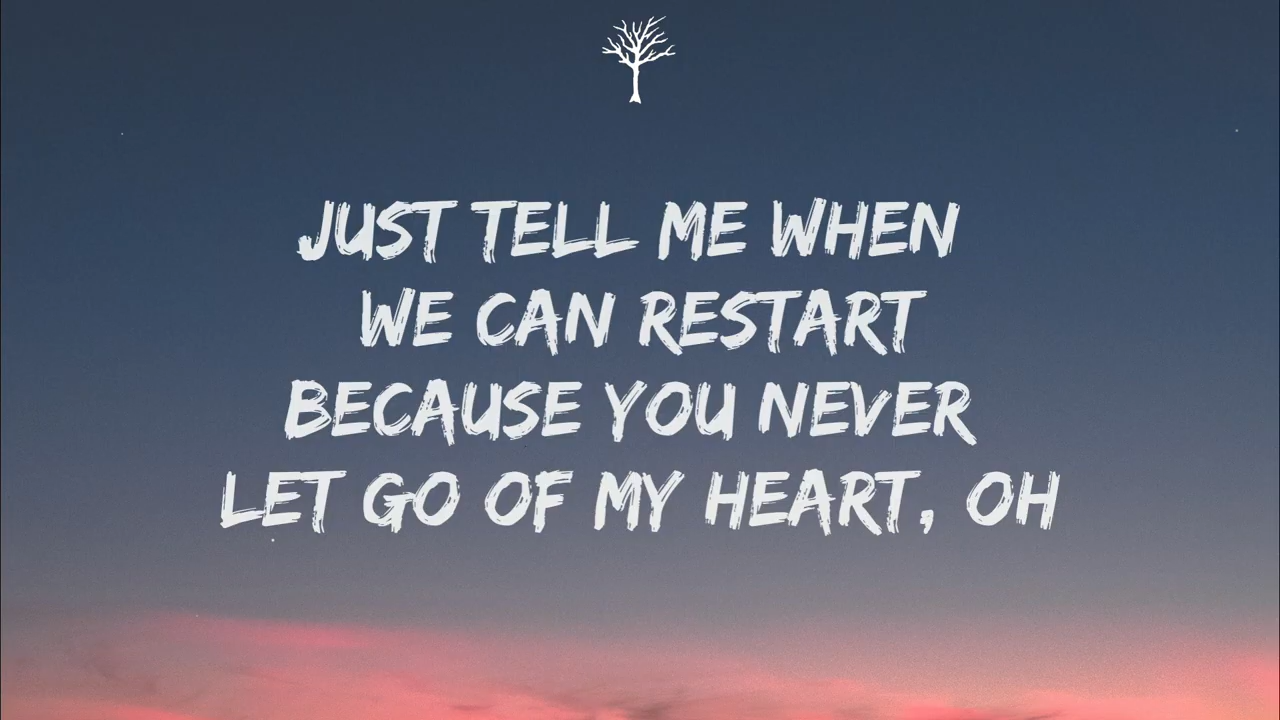 JUST TELL ME WHEN
WE CAN RESTART
BECAUSE YOU NEVER
LET GO OF MY HEART, OH